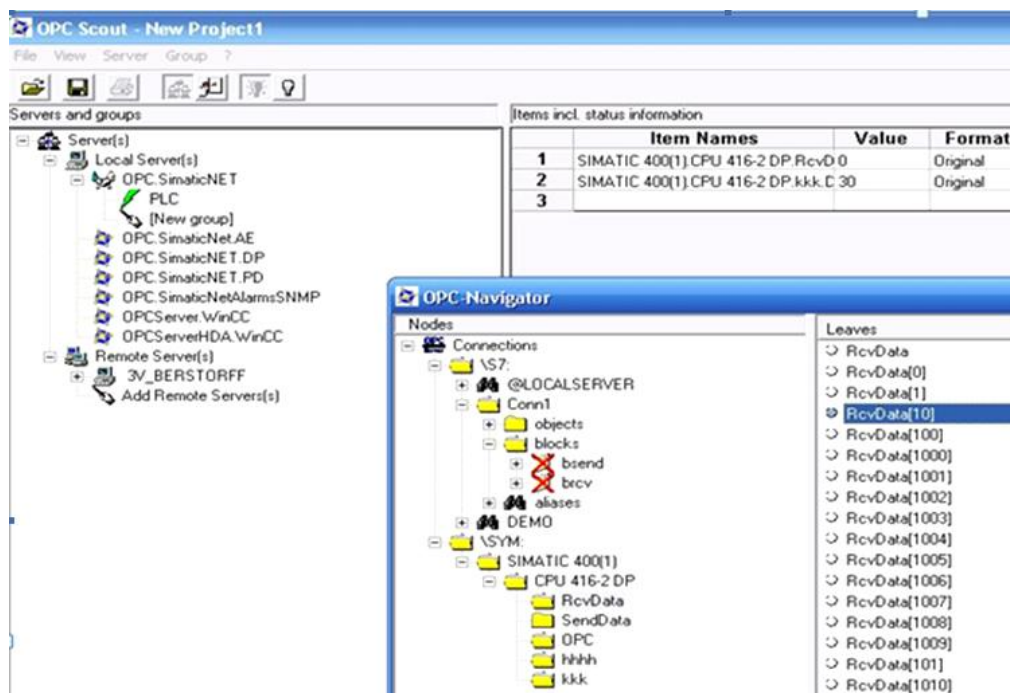 OPC Scout - New Project1
File View Server Group ?
Servers and groups
Server(s)
Local Server(s)
OPC.SimaticNET
PLC
[New group]
OPC.SimaticNet.AE
OPC.SimaticNET.DP
OPC.SimaticNET.PD
OPC.SimaticNetAlarmsSNMP
OPCServer.WinCC
OPCServerHDA.WinCC
Remote Server(s)
3V_BERSTORFF
Add Remote Servers(s)
Items incl. status information
Item Names Value Format
1 SIMATIC 400(1).CPU 416-2 DP.RcvD 0 Original
2 SIMATIC 400(1).CPU 416-2 DP.kkk.D 30 Original
3
OPC-Navigator
Nodes
Connections
\S7:
@LOCALSERVER
Conn1
objects
blocks
bsend
brcv
aliases
DEMO
\SYM:
SIMATIC 400(1)
CPU 416-2 DP
RcvData
SendData
OPC
hhhh
kkk
Leaves
RcvData
RcvData[0]
RcvData[1]
RcvData[10]
RcvData[100]
RcvData[1000]
RcvData[1001]
RcvData[1002]
RcvData[1003]
RcvData[1004]
RcvData[1005]
RcvData[1006]
RcvData[1007]
RcvData[1008]
RcvData[1009]
RcvData[101]
RcvData[1010]